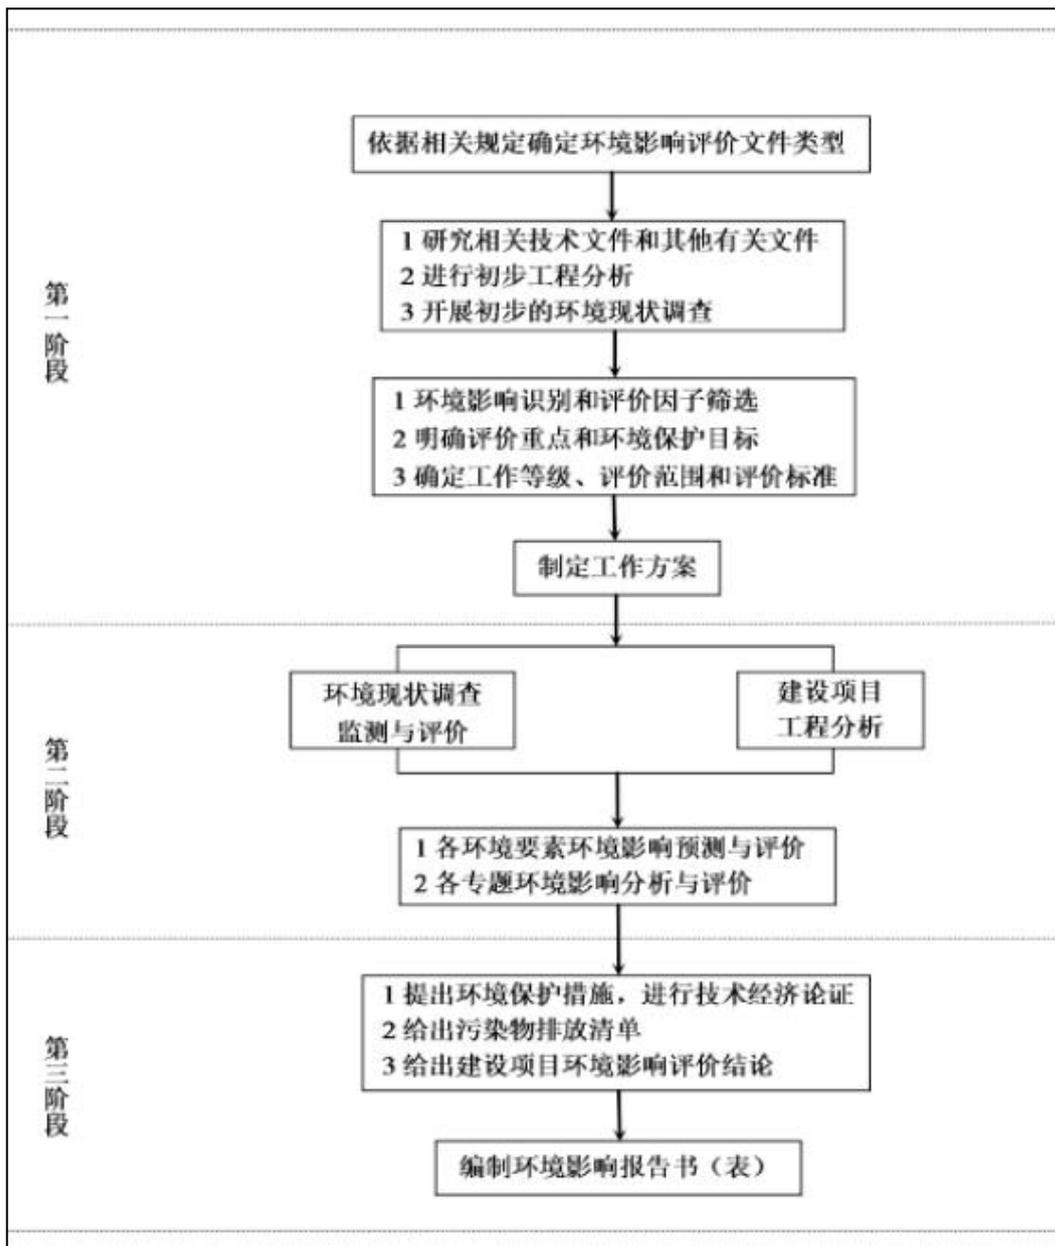 依据相关规定确定环境影响评价文件类型
1 研究相关技术文件和其他有关文件
2 进行初步工程分析
3 开展初步的环境现状调查
第一阶段
1 环境影响识别和评价因子筛选
2 明确评价重点和环境保护目标
3 确定工作等级、评价范围和评价标准
制定工作方案
环境现状调查
监测与评价
建设项目
工程分析
第二阶段
1 各环境要素环境影响预测与评价
2 各专题环境影响分析与评价
1 提出环境保护措施，进行技术经济论证
2 给出污染物排放清单
3 给出建设项目环境影响评价结论
第三阶段
编制环境影响报告书（表）